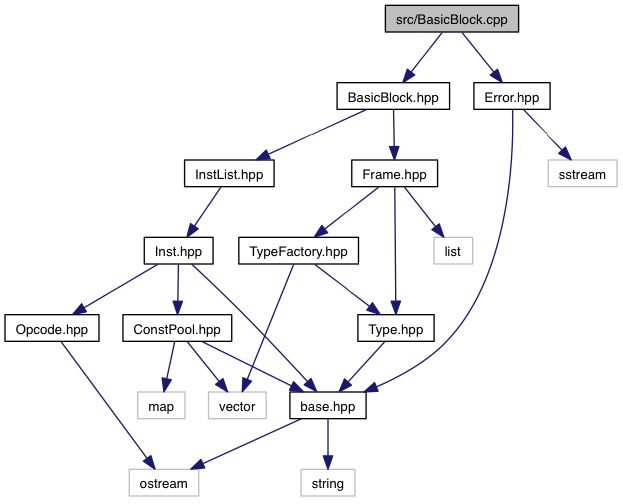 src/BasicBlock.cpp
BasicBlock.hpp
Error.hpp
InstList.hpp
Frame.hpp
sstream
Inst.hpp
TypeFactory.hpp
list
Opcode.hpp
ConstPool.hpp
Type.hpp
map
vector
base.hpp
ostream
string